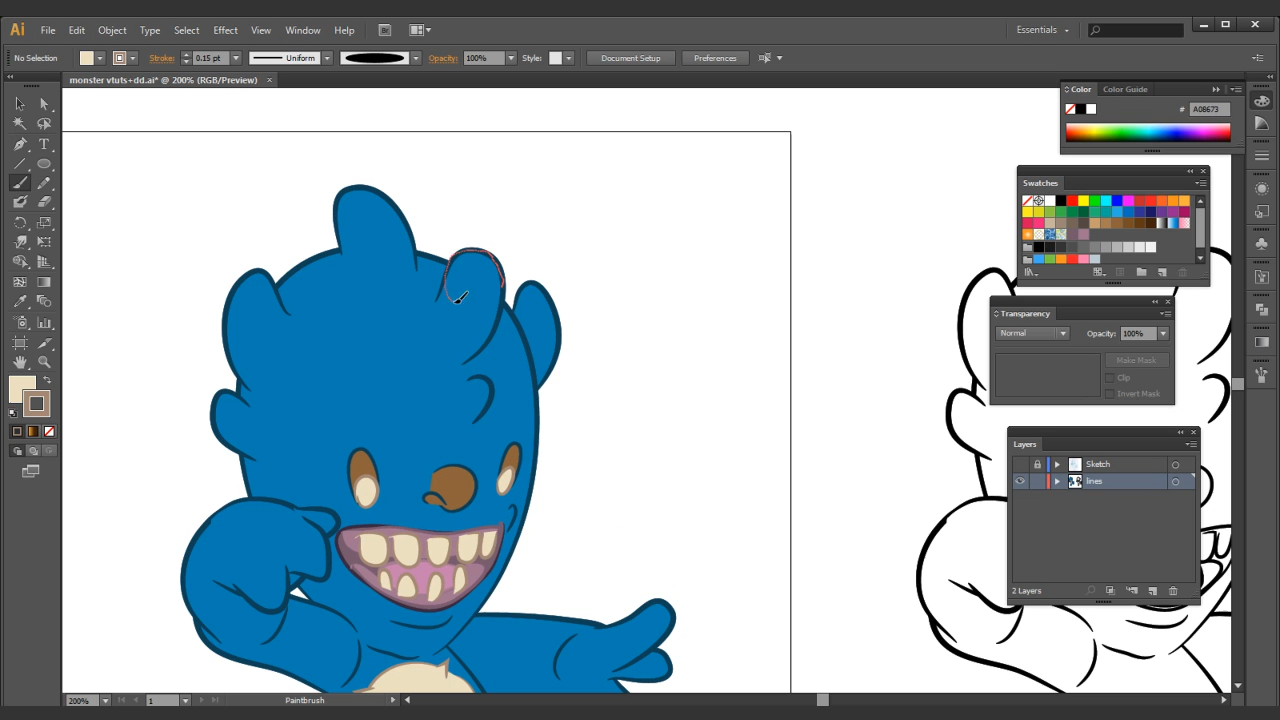 Ai File Edit Object Type Select Effect View Window Help Essentials
No Selection Stroke: 0.15 pt Uniform Opacity: 100% Style: Document Setup Preferences
monster vtuts+dd.ai* @ 200% (RGB/Preview) ×
Color Color Guide
# A08673
Swatches
Transparency
Normal Opacity: 100%
Make Mask
Clip
Invert Mask
Layers
Sketch
lines
2 Layers
200% 1 Paintbrush